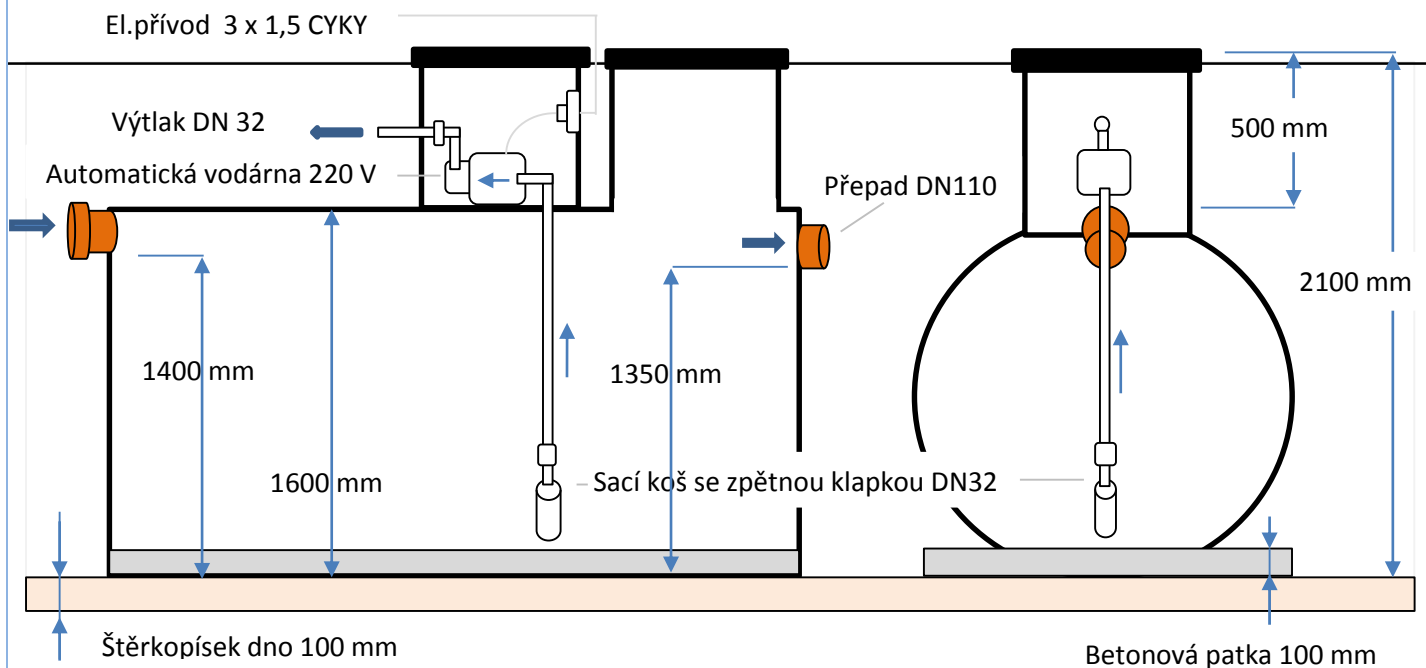 El.přívod  3 x 1,5 CYKY
Výtlak DN 32
500 mm
Automatická vodárna 220 V
Přepad DN110
2100 mm
1400 mm
1350 mm
1600 mm
Sací koš se zpětnou klapkou DN32
Štěrkopísek dno 100 mm
Betonová patka 100 mm